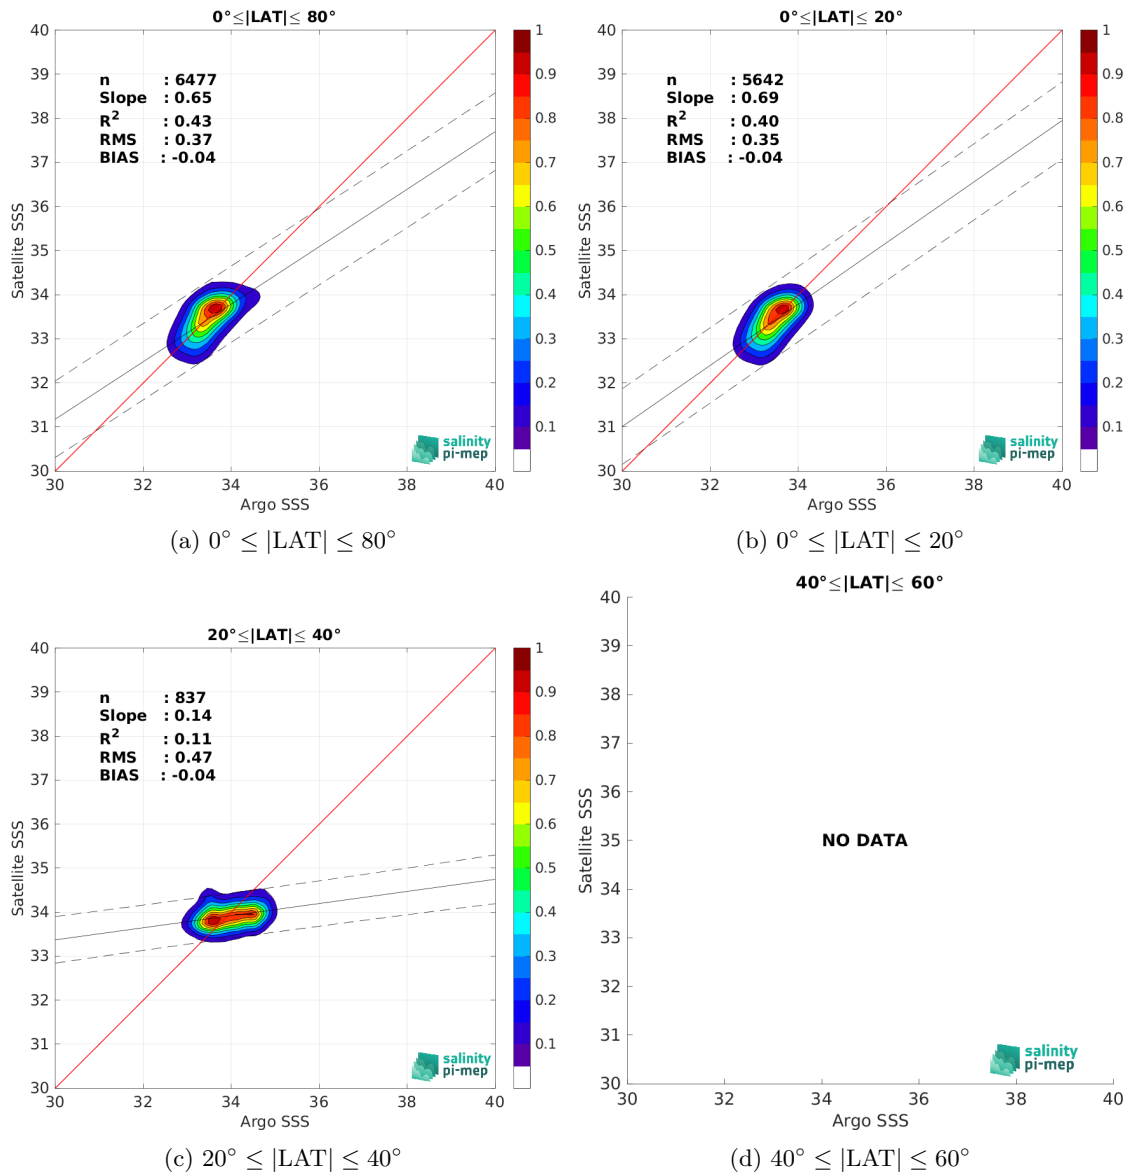 0°≤|LAT|≤ 80°
n : 6477
Slope : 0.65
R² : 0.43
RMS : 0.37
BIAS : -0.04
40
39
38
37
36
35
34
33
32
31
30
Satellite SSS
30 32 34 36 38 40
Argo SSS
1
0.9
0.8
0.7
0.6
0.5
0.4
0.3
0.2
0.1
salinity
pi-mep
(a) 0° ≤ |LAT| ≤ 80°
0°≤|LAT|≤ 20°
n : 5642
Slope : 0.69
R² : 0.40
RMS : 0.35
BIAS : -0.04
40
39
38
37
36
35
34
33
32
31
30
Satellite SSS
30 32 34 36 38 40
Argo SSS
1
0.9
0.8
0.7
0.6
0.5
0.4
0.3
0.2
0.1
salinity
pi-mep
(b) 0° ≤ |LAT| ≤ 20°
20°≤|LAT|≤ 40°
n : 837
Slope : 0.14
R² : 0.11
RMS : 0.47
BIAS : -0.04
40
39
38
37
36
35
34
33
32
31
30
Satellite SSS
30 32 34 36 38 40
Argo SSS
1
0.9
0.8
0.7
0.6
0.5
0.4
0.3
0.2
0.1
salinity
pi-mep
(c) 20° ≤ |LAT| ≤ 40°
40°≤|LAT|≤ 60°
40
39
38
37
36
35
34
33
32
31
30
Satellite SSS
NO DATA
30 32 34 36 38 40
Argo SSS
salinity
pi-mep
(d) 40° ≤ |LAT| ≤ 60°